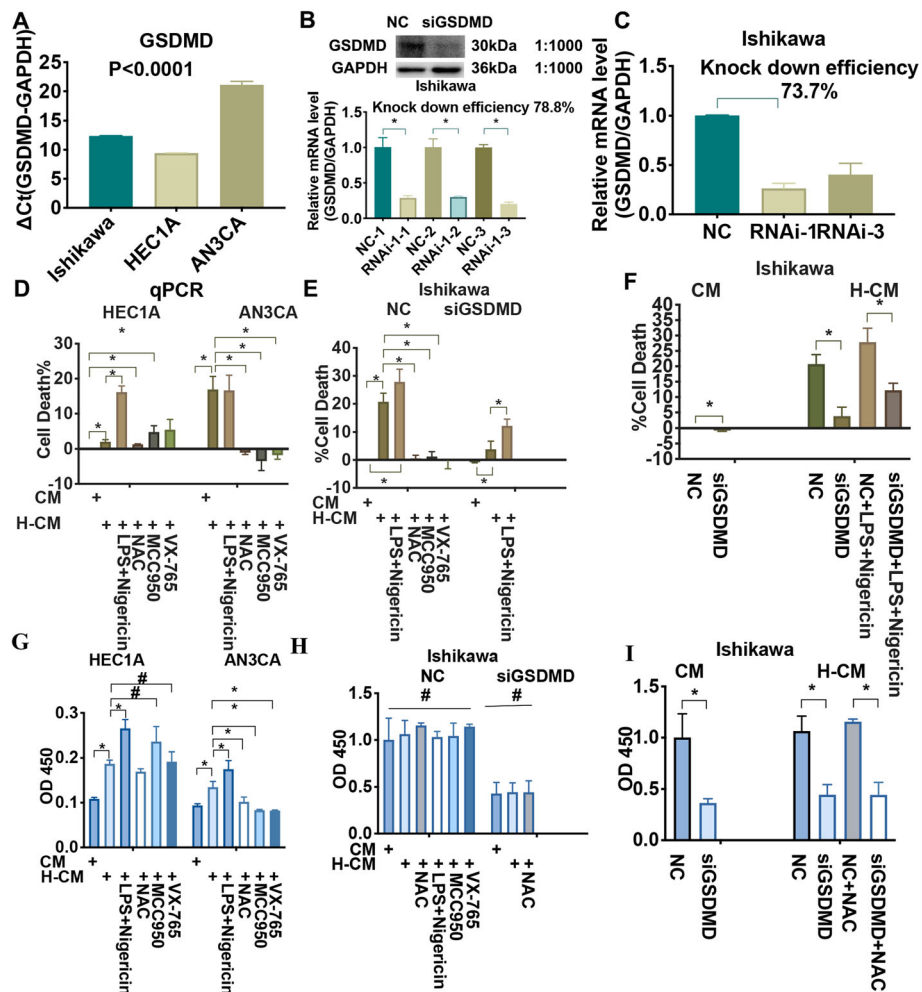 A
GSDMD
P<0.0001
ΔCt(GSDMD-GAPDH)
25
20
15
10
5
0
Ishikawa
HEC1A
AN3CA
B
NC siGSDMD
GSDMD 30kDa 1:1000
GAPDH 36kDa 1:1000
Ishikawa
Knock down efficiency 78.8%
Relative mRNA level
(GSDMD/GAPDH)
1.5
1.0
0.5
0.0
* * *
NC-1
RNAi-1-1
NC-2
RNAi-1-2
NC-3
RNAi-1-3
C
Ishikawa
Knock down efficiency
73.7%
Relative mRNA level
(GSDMD/GAPDH)
1.5
1.0
0.5
0.0
NC RNAi-1 RNAi-3
D
qPCR
HEC1A AN3CA
Cell Death%
30
20
10
0
-10
* * * * * * * * *
CM + +
H-CM + + + + + + + + + +
LPS+Nigericin
NAC
MCC950
VX-765
LPS+Nigericin
NAC
MCC950
VX-765
E
Ishikawa
NC siGSDMD
%Cell Death
40
30
20
10
0
-10
* * * * * * *
CM + +
H-CM + + + + + + +
LPS+Nigericin
NAC
MCC950
VX-765
LPS+Nigericin
F
Ishikawa
CM H-CM
%Cell Death
35
30
25
20
15
10
5
0
-5
-10
* * *
NC
siGSDMD
NC
siGSDMD
NC+LPS+Nigericin
siGSDMD+LPS+Nigericin
G
HEC1A AN3CA
OD 450
0.3
0.2
0.1
0.0
# # * * * * * *
CM + +
H-CM + + + + + + + + + +
LPS+Nigericin
NAC
MCC950
VX-765
LPS+Nigericin
NAC
MCC950
VX-765
H
Ishikawa
NC siGSDMD
# #
OD 450
1.5
1.0
0.5
0.0
CM + +
H-CM + + + + + + +
NAC
LPS+Nigericin
MCC950
VX-765
NAC
I
Ishikawa
CM H-CM
OD 450
1.5
1.0
0.5
0.0
* * *
NC
siGSDMD
NC
siGSDMD
NC+NAC
siGSDMD+NAC